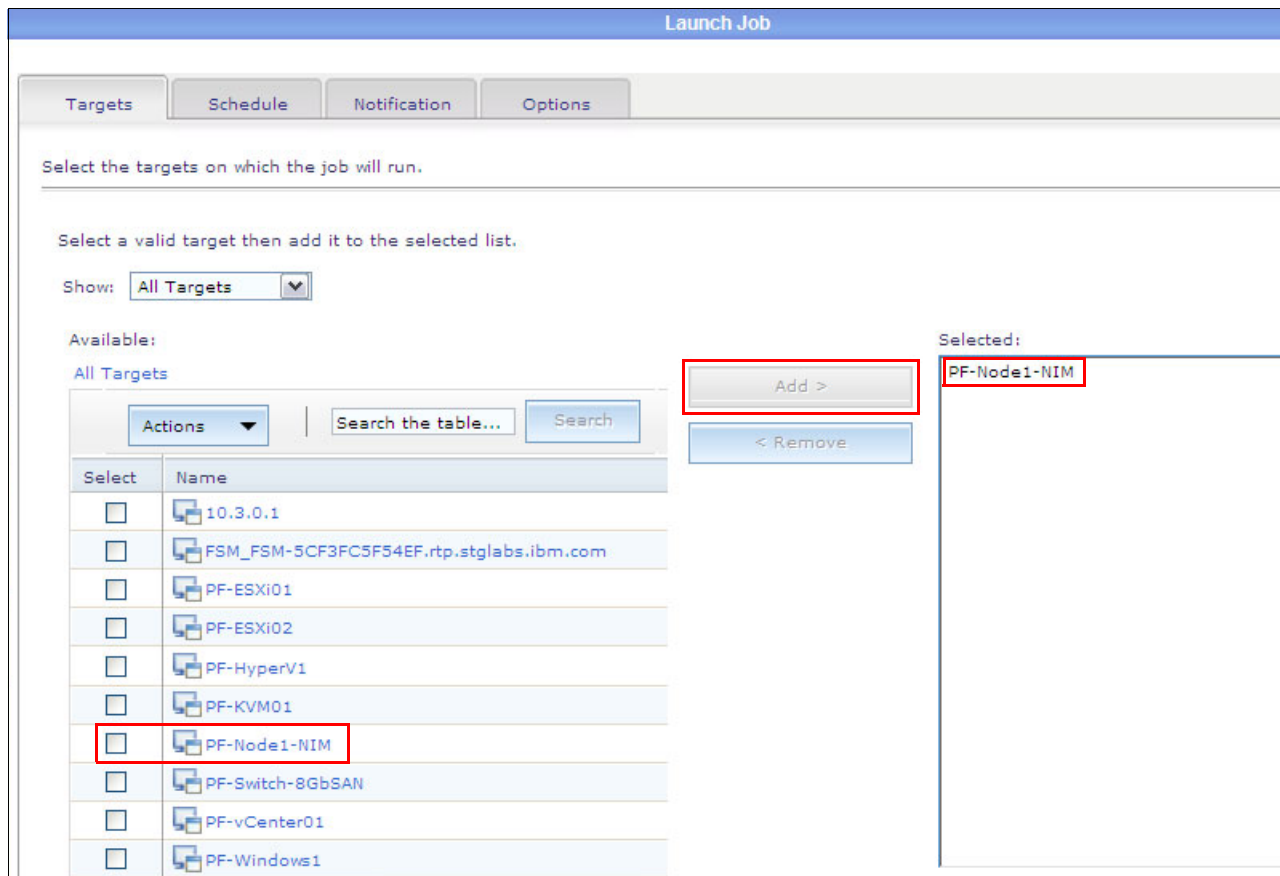 Launch Job
Targets
Schedule
Notification
Options
Select the targets on which the job will run.
Select a valid target then add it to the selected list.
Show: All Targets
Available:
All Targets
Actions
Search the table...
Search
Select
Name
10.3.0.1
FSM_FSM-5CF3FC5F54EF.rtp.stglabs.ibm.com
PF-ESXi01
PF-ESXi02
PF-HyperV1
PF-KVM01
PF-Node1-NIM
PF-Switch-8GbSAN
PF-vCenter01
PF-Windows1
Add >
< Remove
Selected:
PF-Node1-NIM